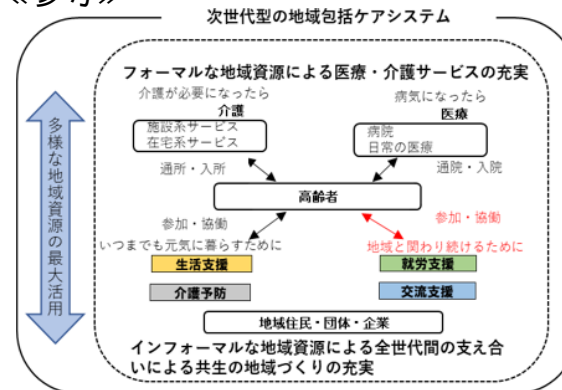 ≪参考≫
次世代型の地域包括ケアシステム
フォーマルな地域資源による医療・介護サービスの充実
介護が必要になったら
介護
施設系サービス
在宅系サービス
通所・入所
病気になったら
医療
病院
日常の医療
通院・入院
高齢者
参加・協働
いつまでも元気に暮らすために
生活支援
介護予防
参加・協働
地域と関わり続けるために
就労支援
交流支援
地域住民・団体・企業
インフォーマルな地域資源による全世代間の支え合
いによる共生の地域づくりの充実
多様な地域資源の最大活用